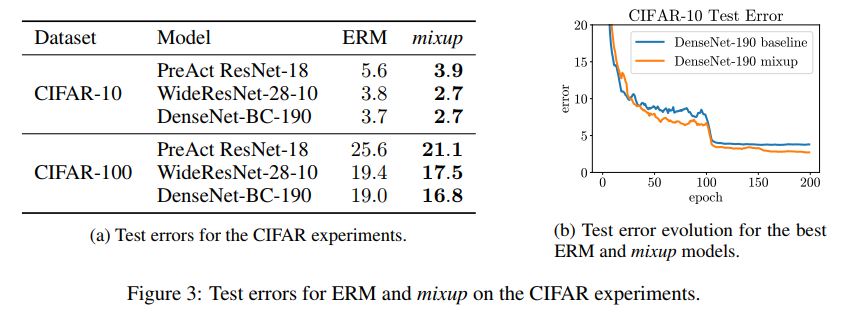 Dataset Model ERM mixup
CIFAR-10
PreAct ResNet-18 5.6 3.9
WideResNet-28-10 3.8 2.7
DenseNet-BC-190 3.7 2.7
CIFAR-100
PreAct ResNet-18 25.6 21.1
WideResNet-28-10 19.4 17.5
DenseNet-BC-190 19.0 16.8
(a) Test errors for the CIFAR experiments.
CIFAR-10 Test Error
DenseNet-190 baseline
DenseNet-190 mixup
error
20
15
10
5
0
0 50 100 150 200
epoch
(b) Test error evolution for the best
ERM and mixup models.
Figure 3: Test errors for ERM and mixup on the CIFAR experiments.